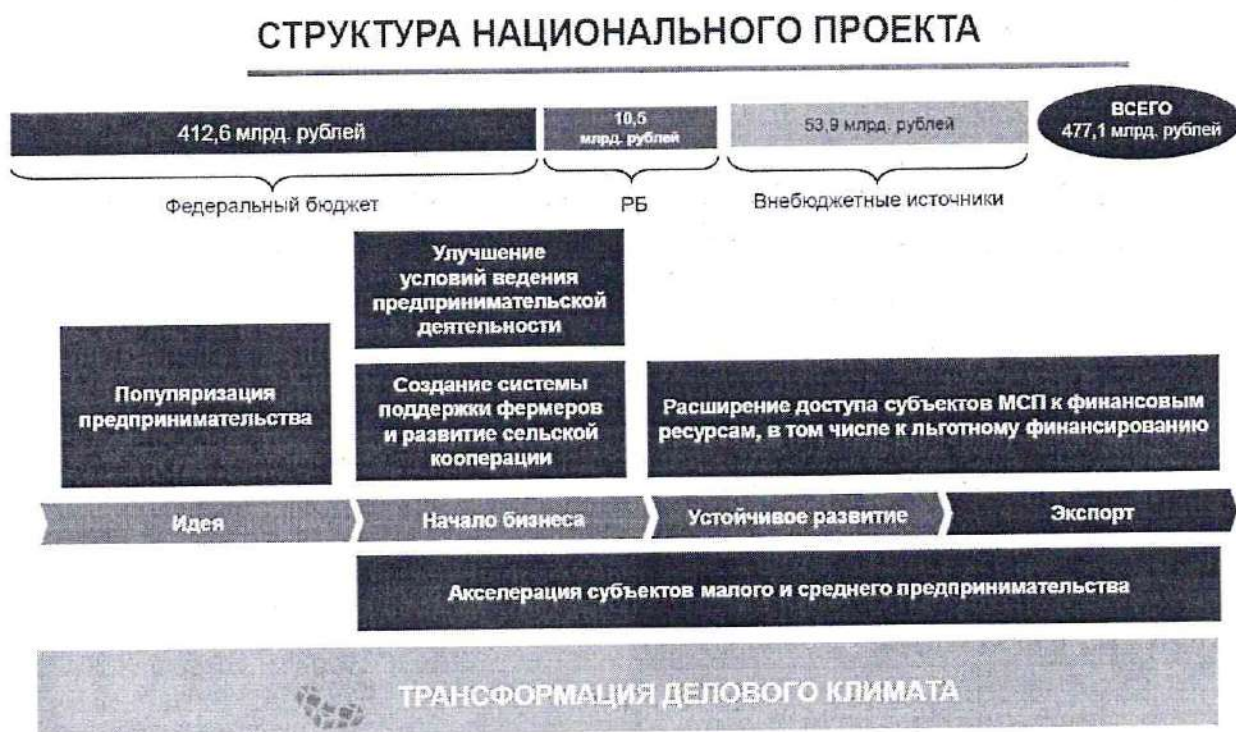 СТРУКТУРА НАЦИОНАЛЬНОГО ПРОЕКТА
412,6 млрд. рублей
10,5
млрд. рублей
53,9 млрд. рублей
ВСЕГО
477,1 млрд. рублей
Федеральный бюджет
РБ
Внебюджетные источники
Улучшение
условий ведения
предпринимательской
деятельности
Популяризация
предпринимательства
Создание системы
поддержки фермеров
и развитие сельской
кооперации
Расширение доступа субъектов МСП к финансовым
ресурсам, в том числе к льготному финансированию
Идея
Начало бизнеса
Устойчивое развитие
Экспорт
Акселерация субъектов малого и среднего предпринимательства
ТРАНСФОРМАЦИЯ ДЕЛОВОГО КЛИМАТА